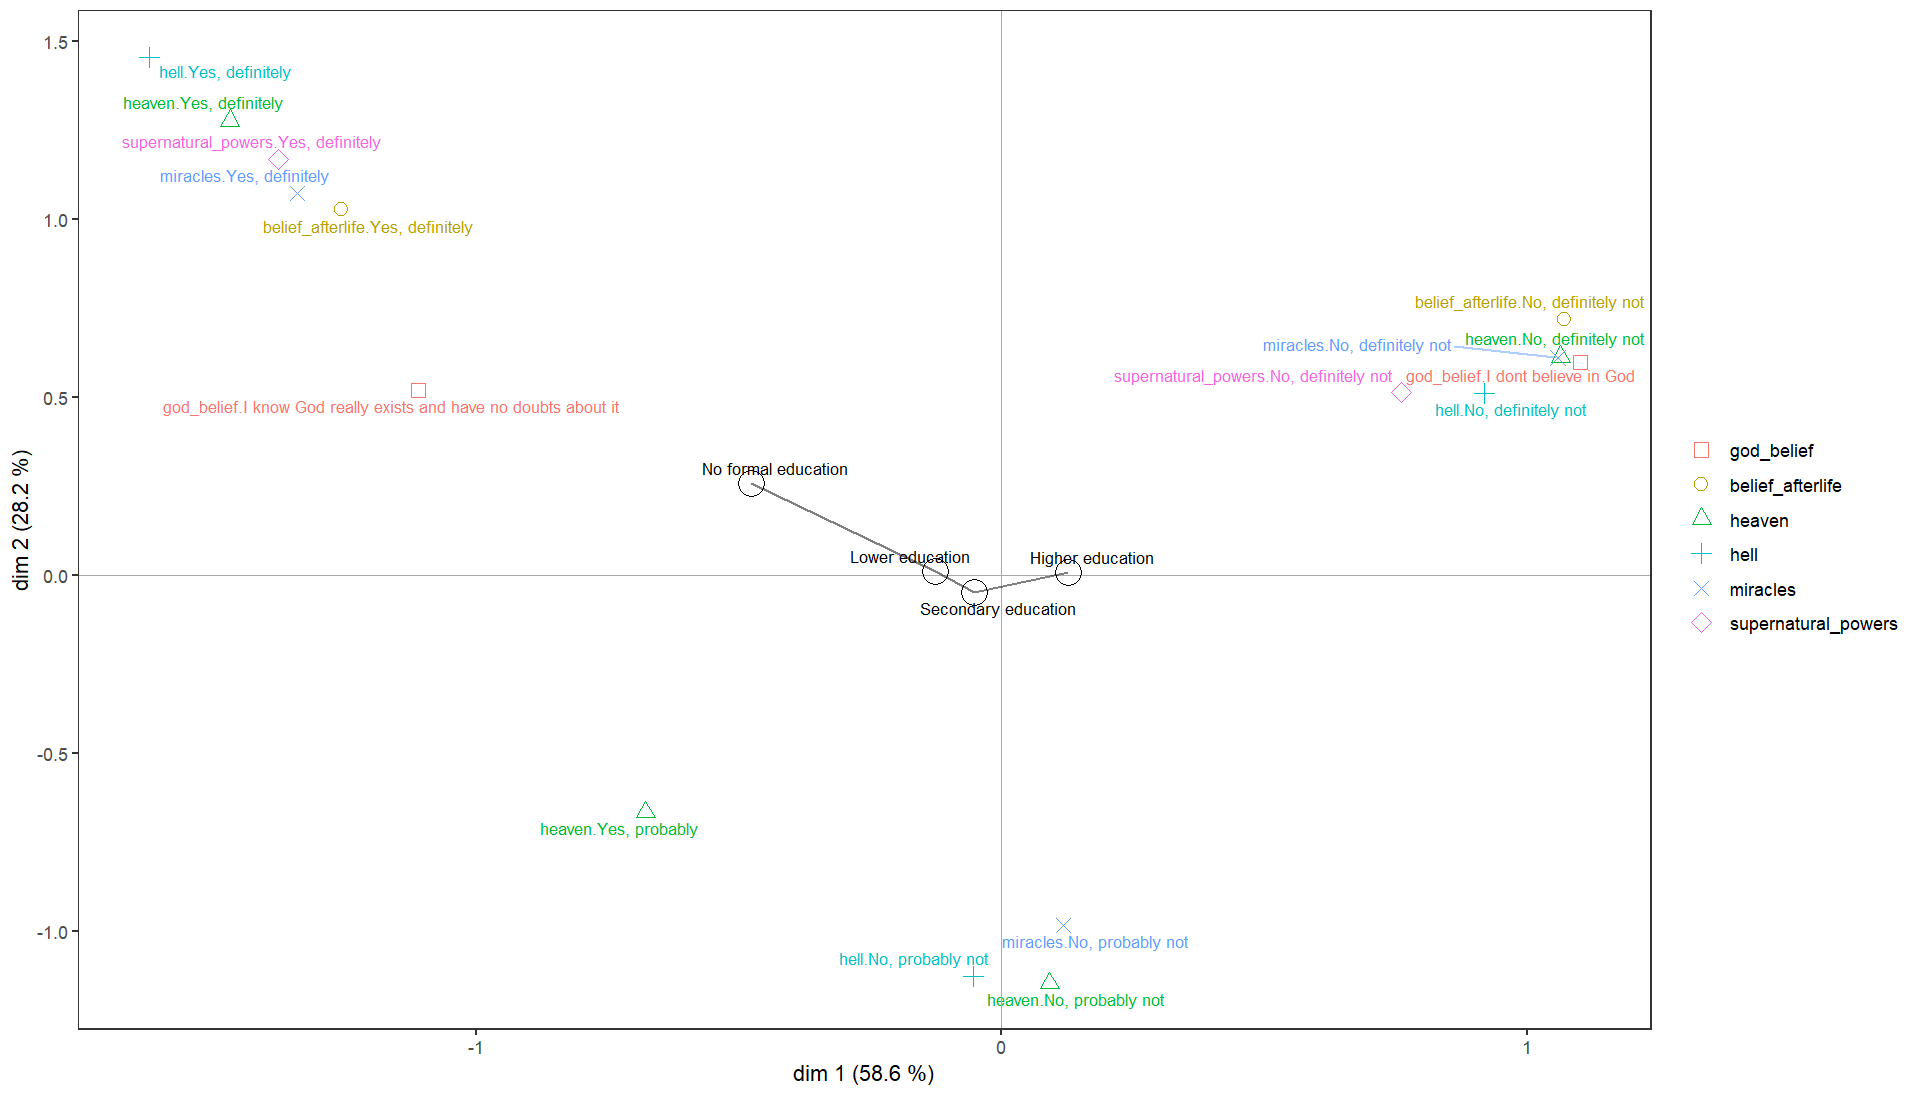 1.5
hell.Yes, definitely
heaven.Yes, definitely
supernatural_powers.Yes, definitely
miracles.Yes, definitely
1.0
belief_afterlife.Yes, definitely
belief_afterlife.No, definitely not
heaven.No, definitely not
miracles.No, definitely not
supernatural_powers.No, definitely not
god_belief.I dont believe in God
0.5
god_belief.I know God really exists and have no doubts about it
hell.No, definitely not
No formal education
Lower education
Higher education
0.0
Secondary education
-0.5
heaven.Yes, probably
-1.0
miracles.No, probably not
hell.No, probably not
heaven.No, probably not
-1
0
1
dim 1 (58.6 %)
dim 2 (28.2 %)
god_belief
belief_afterlife
heaven
hell
miracles
supernatural_powers